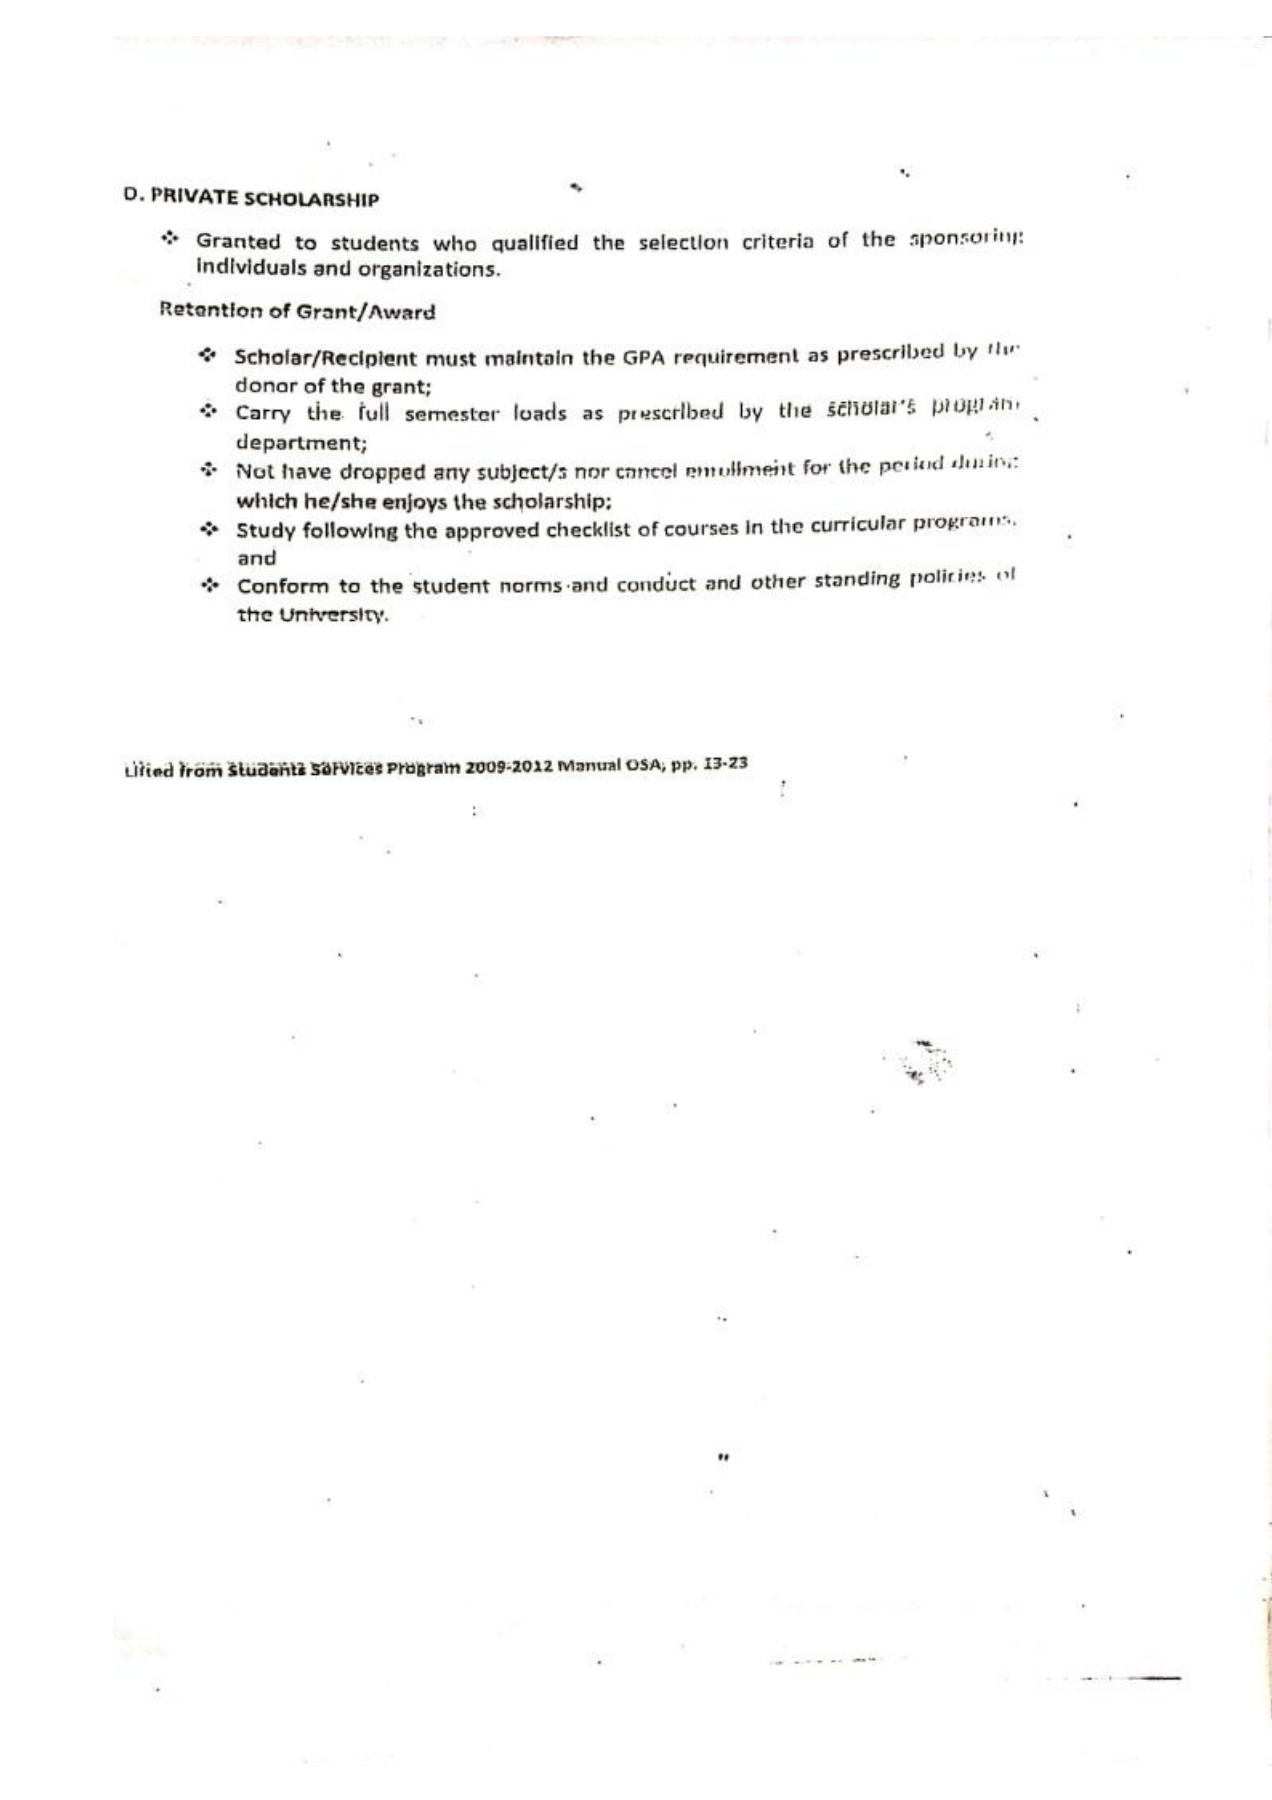 D. PRIVATE SCHOLARSHIP
❖ Granted to students who qualified the selection criteria of the sponsoring
individuals and organizations.
Retention of Grant/Award
❖ Scholar/Recipient must maintain the GPA requirement as prescribed by the
donor of the grant;
❖ Carry the full semester loads as prescribed by the scholar's program
department;
❖ Not have dropped any subject/s nor cancel enrollment for the period during
which he/she enjoys the scholarship;
❖ Study following the approved checklist of courses in the curricular programs,
and
❖ Conform to the student norms and conduct and other standing policies of
the University.
Lifted from Students Services Program 2009-2012 Manual OSA, pp. 13-23